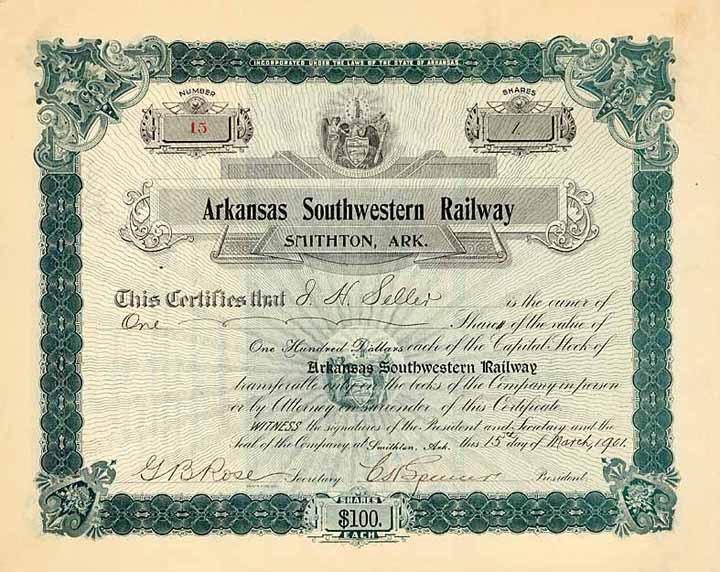 INCORPORATED UNDER THE LAWS OF THE STATE OF ARKANSAS
NUMBER
15
SHARES
1
Arkansas Southwestern Railway
SMITHTON, ARK.
This Certifies that J. H. Seller is the owner of
One Shares of the value of
One Hundred Dollars each of the Capital Stock of
Arkansas Southwestern Railway
transferable only on the books of the Company in person
or by Attorney on surrender of this Certificate.
WITNESS the signatures of the President and Secretary and the
Seal of the Company at Smithton, Ark. this 15th day of March, 1901.
G B Rose Secretary President.
SHARES
$100.
EACH